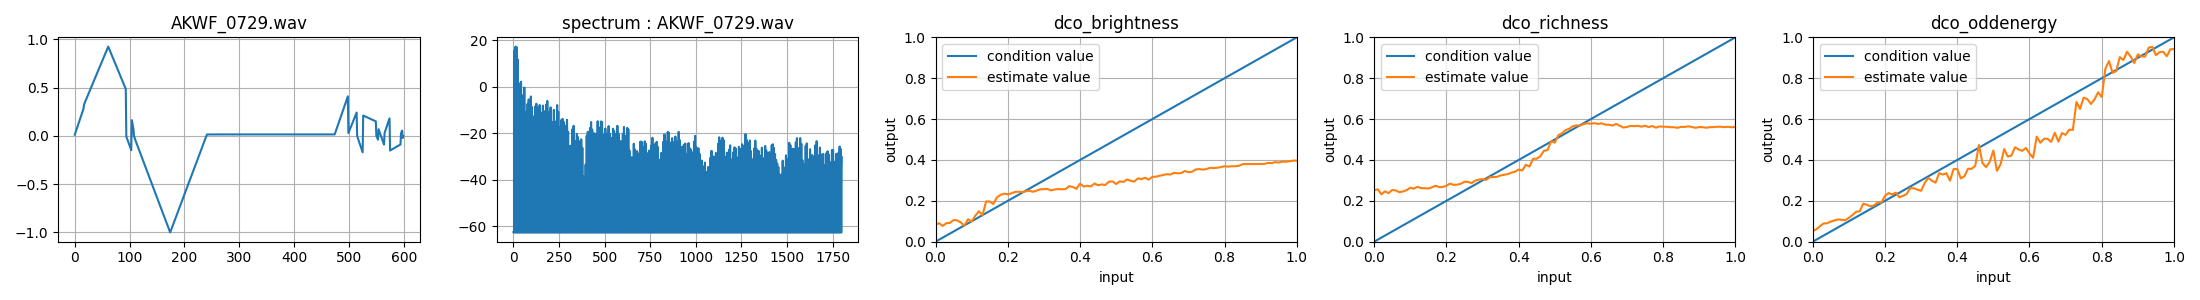 AKWF_0729.wav
1.0
0.5
0.0
−0.5
−1.0
0 100 200 300 400 500 600
spectrum : AKWF_0729.wav
20
0
−20
−40
−60
0 250 500 750 1000 1250 1500 1750
dco_brightness
condition value
estimate value
output
1.0
0.8
0.6
0.4
0.2
0.0
0.0 0.2 0.4 0.6 0.8 1.0
input
dco_richness
condition value
estimate value
output
1.0
0.8
0.6
0.4
0.2
0.0
0.0 0.2 0.4 0.6 0.8 1.0
input
dco_oddenergy
condition value
estimate value
output
1.0
0.8
0.6
0.4
0.2
0.0
0.0 0.2 0.4 0.6 0.8 1.0
input